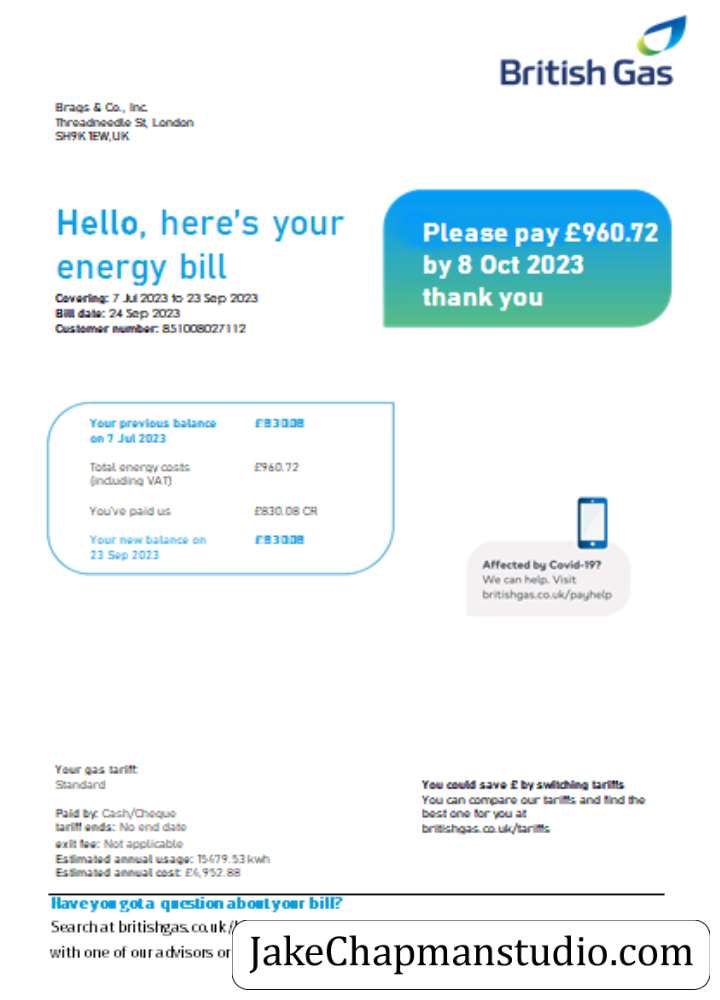 British Gas
Brags & Co., Inc.
Threadneedle St, London
SH9K 1EW,UK
Hello, here's your
energy bill
Please pay £960.72
by 8 Oct 2023
thank you
Covering: 7 Jul 2023 to 23 Sep 2023
Bill date: 24 Sep 2023
Customer number: 851008027112
Your previous balance £830.08
on 7 Jul 2023
Total energy costs £960.72
(including VAT)
You've paid us £830.08 CR
Your new balance on £830.08
23 Sep 2023
Affected by Covid-19?
We can help. Visit
britishgas.co.uk/payhelp
Your gas tariff:
Standard
Paid by: Cash/Cheque
tariff ends: No end date
exit fee: Not applicable
Estimated annual usage: 15479.53 kwh
Estimated annual cost: £4,952.88
You could save £ by switching tariffs
You can compare our tariffs and find the
best one for you at
britishgas.co.uk/tariffs
Have you got a question about your bill?
Search at britishgas.co.uk/
with one of our advisors or
JakeChapmanstudio.com